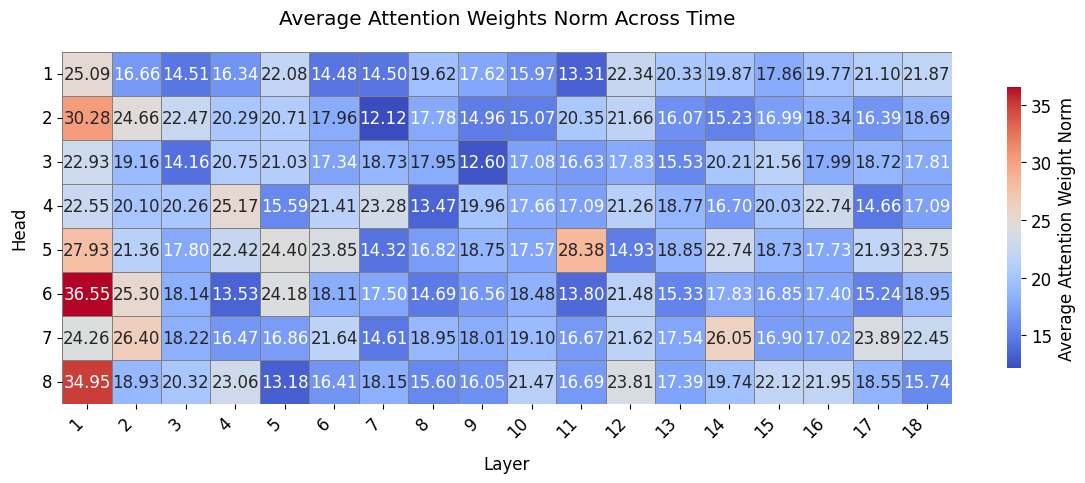 Average Attention Weights Norm Across Time
1 25.09 16.66 14.51 16.34 22.08 14.48 14.50 19.62 17.62 15.97 13.31 22.34 20.33 19.87 17.86 19.77 21.10 21.87
2 30.28 24.66 22.47 20.29 20.71 17.96 12.12 17.78 14.96 15.07 20.35 21.66 16.07 15.23 16.99 18.34 16.39 18.69
3 22.93 19.16 14.16 20.75 21.03 17.34 18.73 17.95 12.60 17.08 16.63 17.83 15.53 20.21 21.56 17.99 18.72 17.81
4 22.55 20.10 20.26 25.17 15.59 21.41 23.28 13.47 19.96 17.66 17.09 21.26 18.77 16.70 20.03 22.74 14.66 17.09
5 27.93 21.36 17.80 22.42 24.40 23.85 14.32 16.82 18.75 17.57 28.38 14.93 18.85 22.74 18.73 17.73 21.93 23.75
6 36.55 25.30 18.14 13.53 24.18 18.11 17.50 14.69 16.56 18.48 13.80 21.48 15.33 17.83 16.85 17.40 15.24 18.95
7 24.26 26.40 18.22 16.47 16.86 21.64 14.61 18.95 18.01 19.10 16.67 21.62 17.54 26.05 16.90 17.02 23.89 22.45
8 34.95 18.93 20.32 23.06 13.18 16.41 18.15 15.60 16.05 21.47 16.69 23.81 17.39 19.74 22.12 21.95 18.55 15.74
1 2 3 4 5 6 7 8 9 10 11 12 13 14 15 16 17 18
Layer
Head
35
30
25
20
15
Average Attention Weight Norm